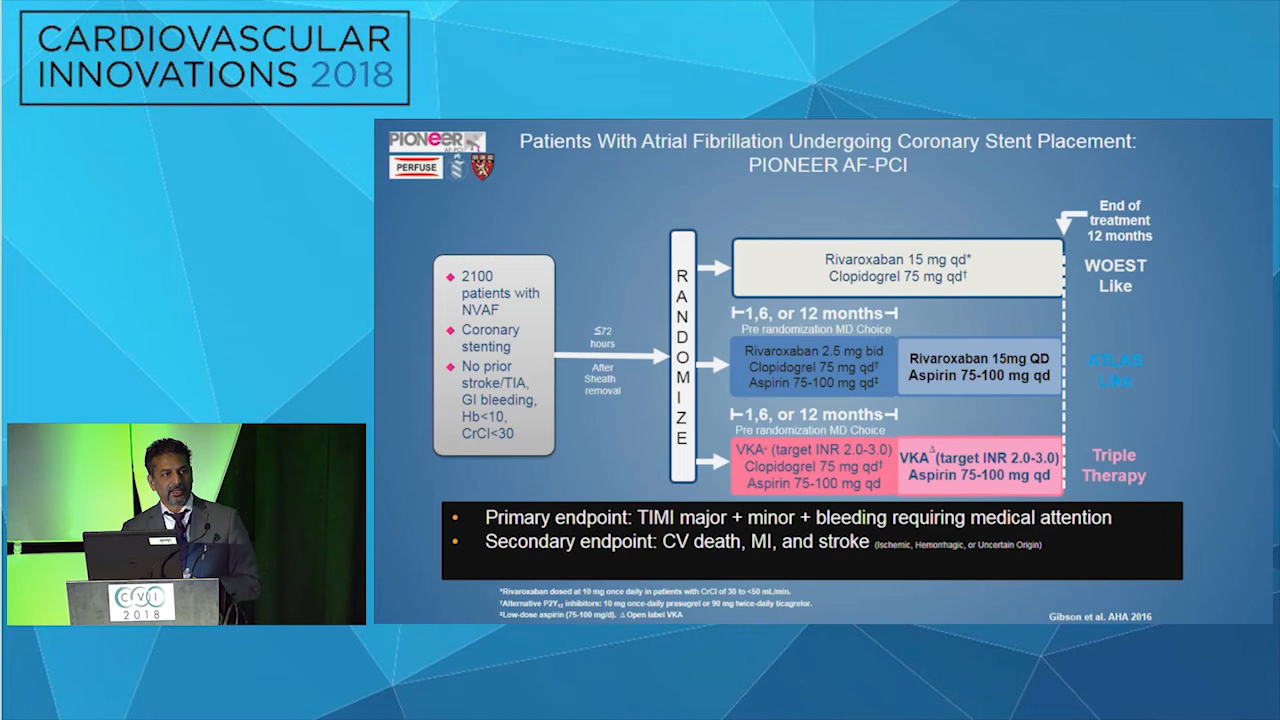 CARDIOVASCULAR
INNOVATIONS 2018
PIONEER
AF-PCI
PERFUSE
Patients With Atrial Fibrillation Undergoing Coronary Stent Placement:
PIONEER AF-PCI
End of
treatment
12 months
❖ 2100
patients with
NVAF
❖ Coronary
stenting
❖ No prior
stroke/TIA,
GI bleeding,
Hb<10,
CrCl<30
≤72
hours
After
Sheath
removal
RANDOMIZE
Rivaroxaban 15 mg qd*
Clopidogrel 75 mg qd†
WOEST
Like
1,6, or 12 months
Pre randomization MD Choice
Rivaroxaban 2.5 mg bid
Clopidogrel 75 mg qd†
Aspirin 75-100 mg qd‡
Rivaroxaban 15mg QD
Aspirin 75-100 mg qd
ATLAS
Like
1,6, or 12 months
Pre randomization MD Choice
VKA△ (target INR 2.0-3.0)
Clopidogrel 75 mg qd†
Aspirin 75-100 mg qd
VKA△(target INR 2.0-3.0)
Aspirin 75-100 mg qd
Triple
Therapy
• Primary endpoint: TIMI major + minor + bleeding requiring medical attention
• Secondary endpoint: CV death, MI, and stroke (Ischemic, Hemorrhagic, or Uncertain Origin)
*Rivaroxaban dosed at 10 mg once daily in patients with CrCl of 30 to <50 mL/min.
†Alternative P2Y₁₂ inhibitors: 10 mg once-daily prasugrel or 90 mg twice-daily ticagrelor.
‡Low-dose aspirin (75-100 mg/d). △ Open label VKA
Gibson et al. AHA 2016
CVI
2018